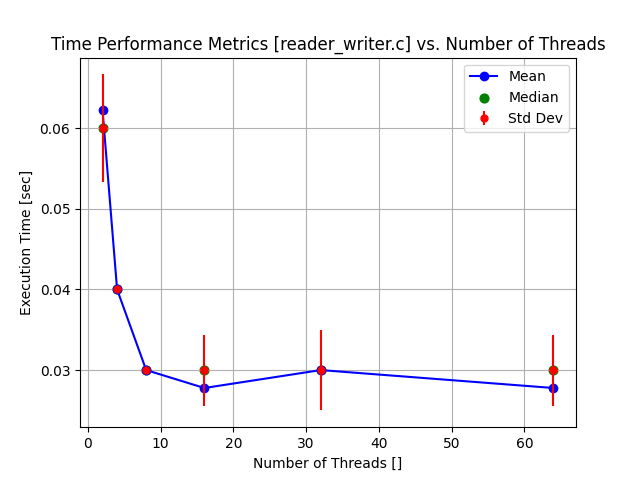 Time Performance Metrics [reader_writer.c] vs. Number of Threads
Mean
Median
Std Dev
0.06
0.05
0.04
0.03
Execution Time [sec]
0 10 20 30 40 50 60
Number of Threads []